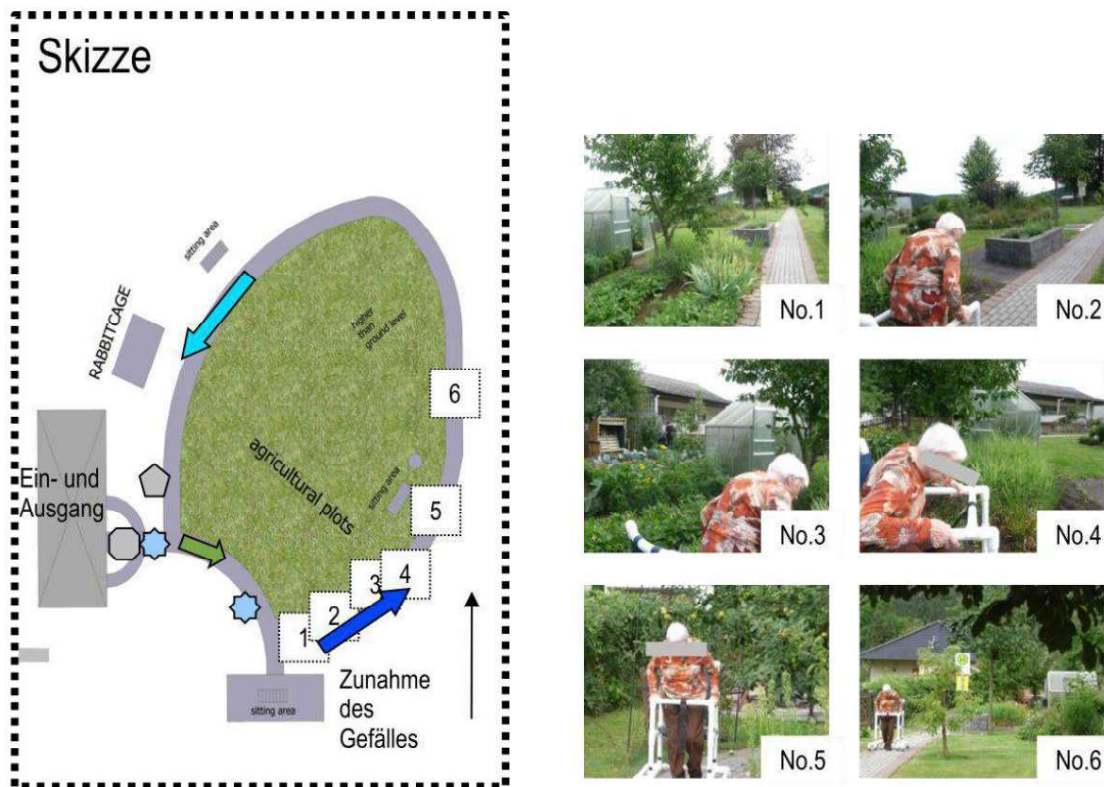 Skizze
sitting area
RABBITCAGE
higher
than
ground level
6
agricultural plots
sitting area
5
Ein- und
Ausgang
4
3
2
1
sitting area
Zunahme
des
Gefälles
No.1
No.2
No.3
No.4
No.5
No.6